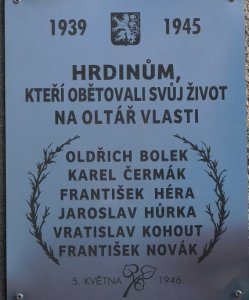 1939 1945
HRDINŮM,
KTEŘÍ OBĚTOVALI SVŮJ ŽIVOT
NA OLTÁŘ VLASTI
OLDŘICH BOLEK
KAREL ČERMÁK
FRANTIŠEK HÉRA
JAROSLAV HŮRKA
VRATISLAV KOHOUT
FRANTIŠEK NOVÁK
5. KVĚTNA 1946.